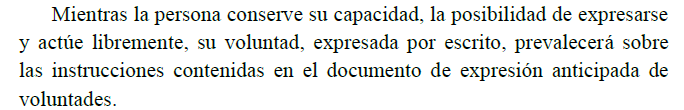 Mientras la persona conserve su capacidad, la posibilidad de expresarse
y actúe libremente, su voluntad, expresada por escrito, prevalecerá sobre
las instrucciones contenidas en el documento de expresión anticipada de
voluntades.